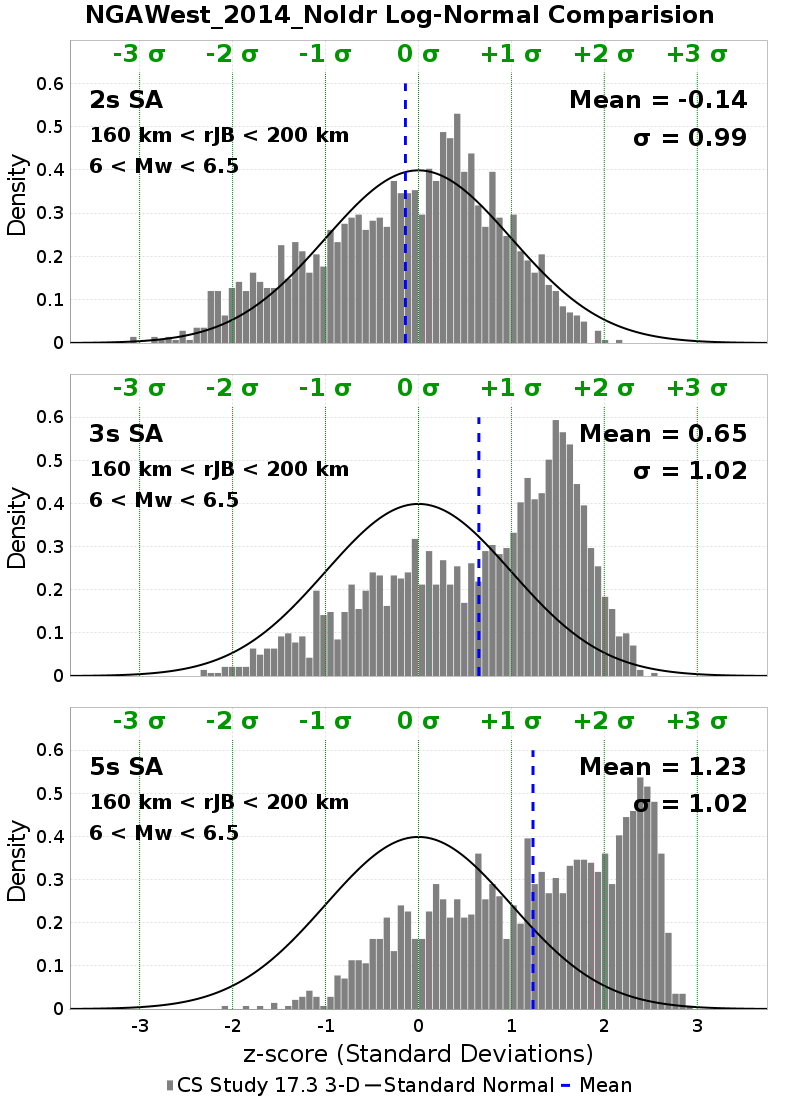 NGAWest_2014_NoIdr Log-Normal Comparision
-3 σ -2 σ -1 σ 0 σ +1 σ +2 σ +3 σ
0.6
2s SA Mean = -0.14
0.5
160 km < rJB < 200 km σ = 0.99
6 < Mw < 6.5
0.4
0.3
0.2
0.1
0
Density
-3 σ -2 σ -1 σ 0 σ +1 σ +2 σ +3 σ
0.6
3s SA Mean = 0.65
0.5
160 km < rJB < 200 km σ = 1.02
6 < Mw < 6.5
0.4
0.3
0.2
0.1
0
Density
-3 σ -2 σ -1 σ 0 σ +1 σ +2 σ +3 σ
0.6
5s SA Mean = 1.23
0.5
160 km < rJB < 200 km σ = 1.02
6 < Mw < 6.5
0.4
0.3
0.2
0.1
0
Density
-3 -2 -1 0 1 2 3
z-score (Standard Deviations)
CS Study 17.3 3-D Standard Normal Mean